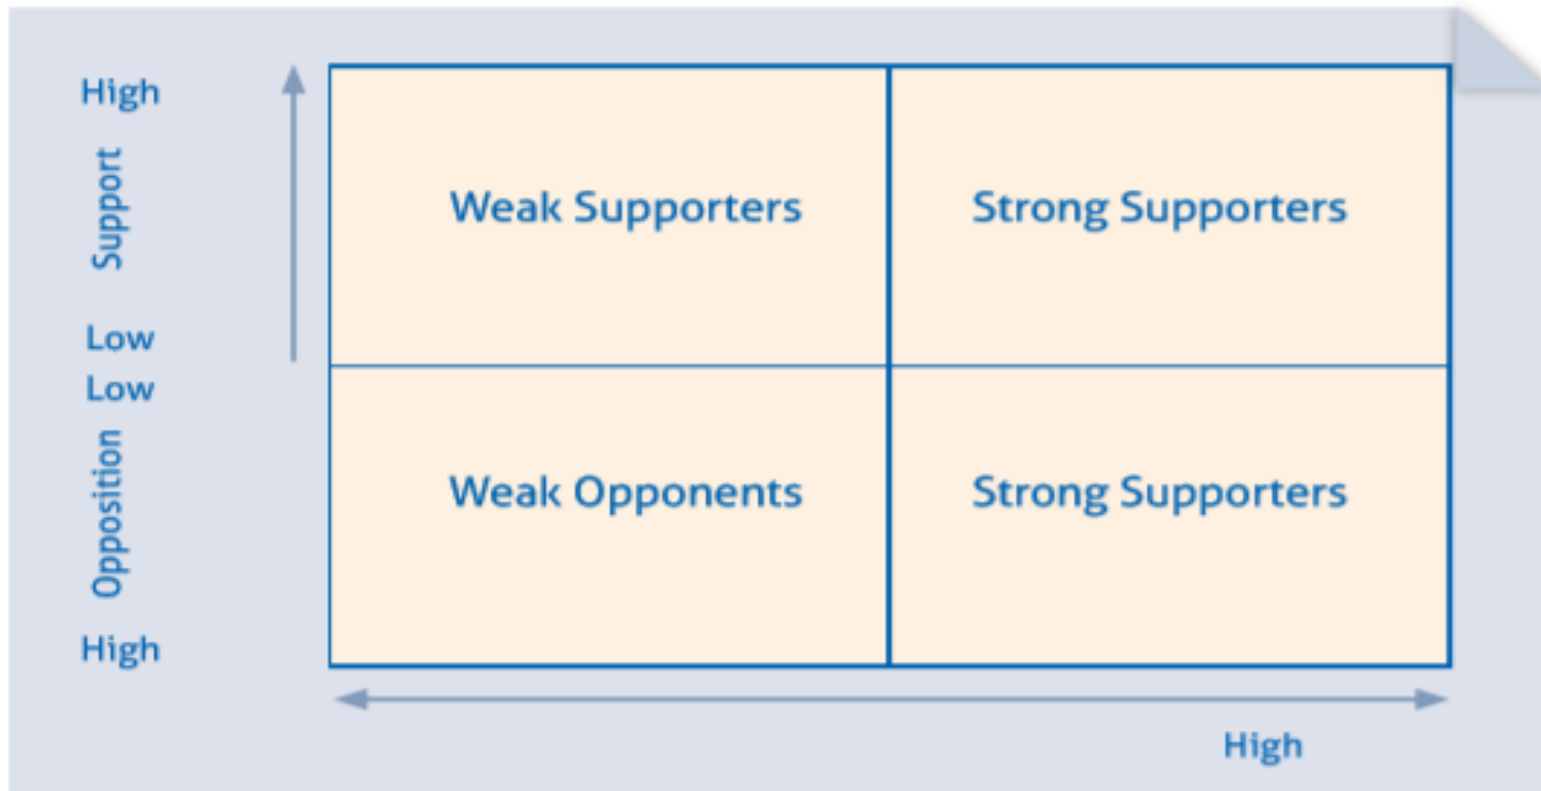 High
Support
Low
Low
Opposition
High
Weak Supporters
Strong Supporters
Weak Opponents
Strong Supporters
High